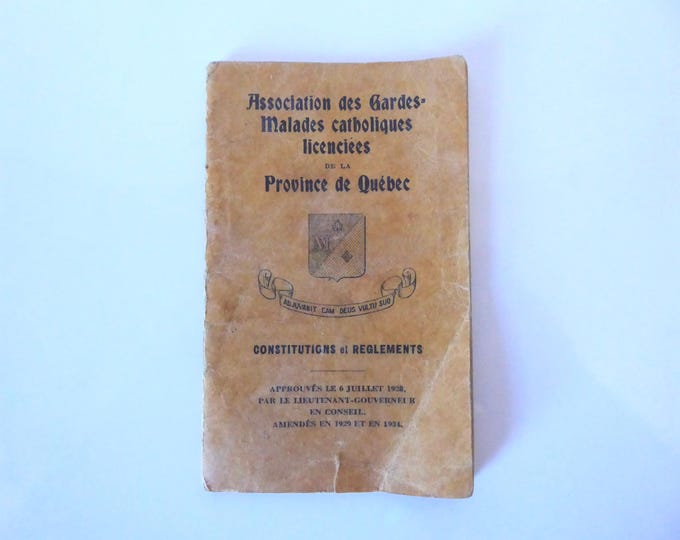 Association des Gardes-
Malades catholiques
licenciées
DE LA
Province de Québec
ADJUVABIT EAM DEUS VULTU SUO
CONSTITUTIONS et REGLEMENTS
APPROUVÉS LE 6 JUILLET 1928,
PAR LE LIEUTENANT-GOUVERNEUR
EN CONSEIL.
AMENDÉS EN 1929 ET EN 1934.